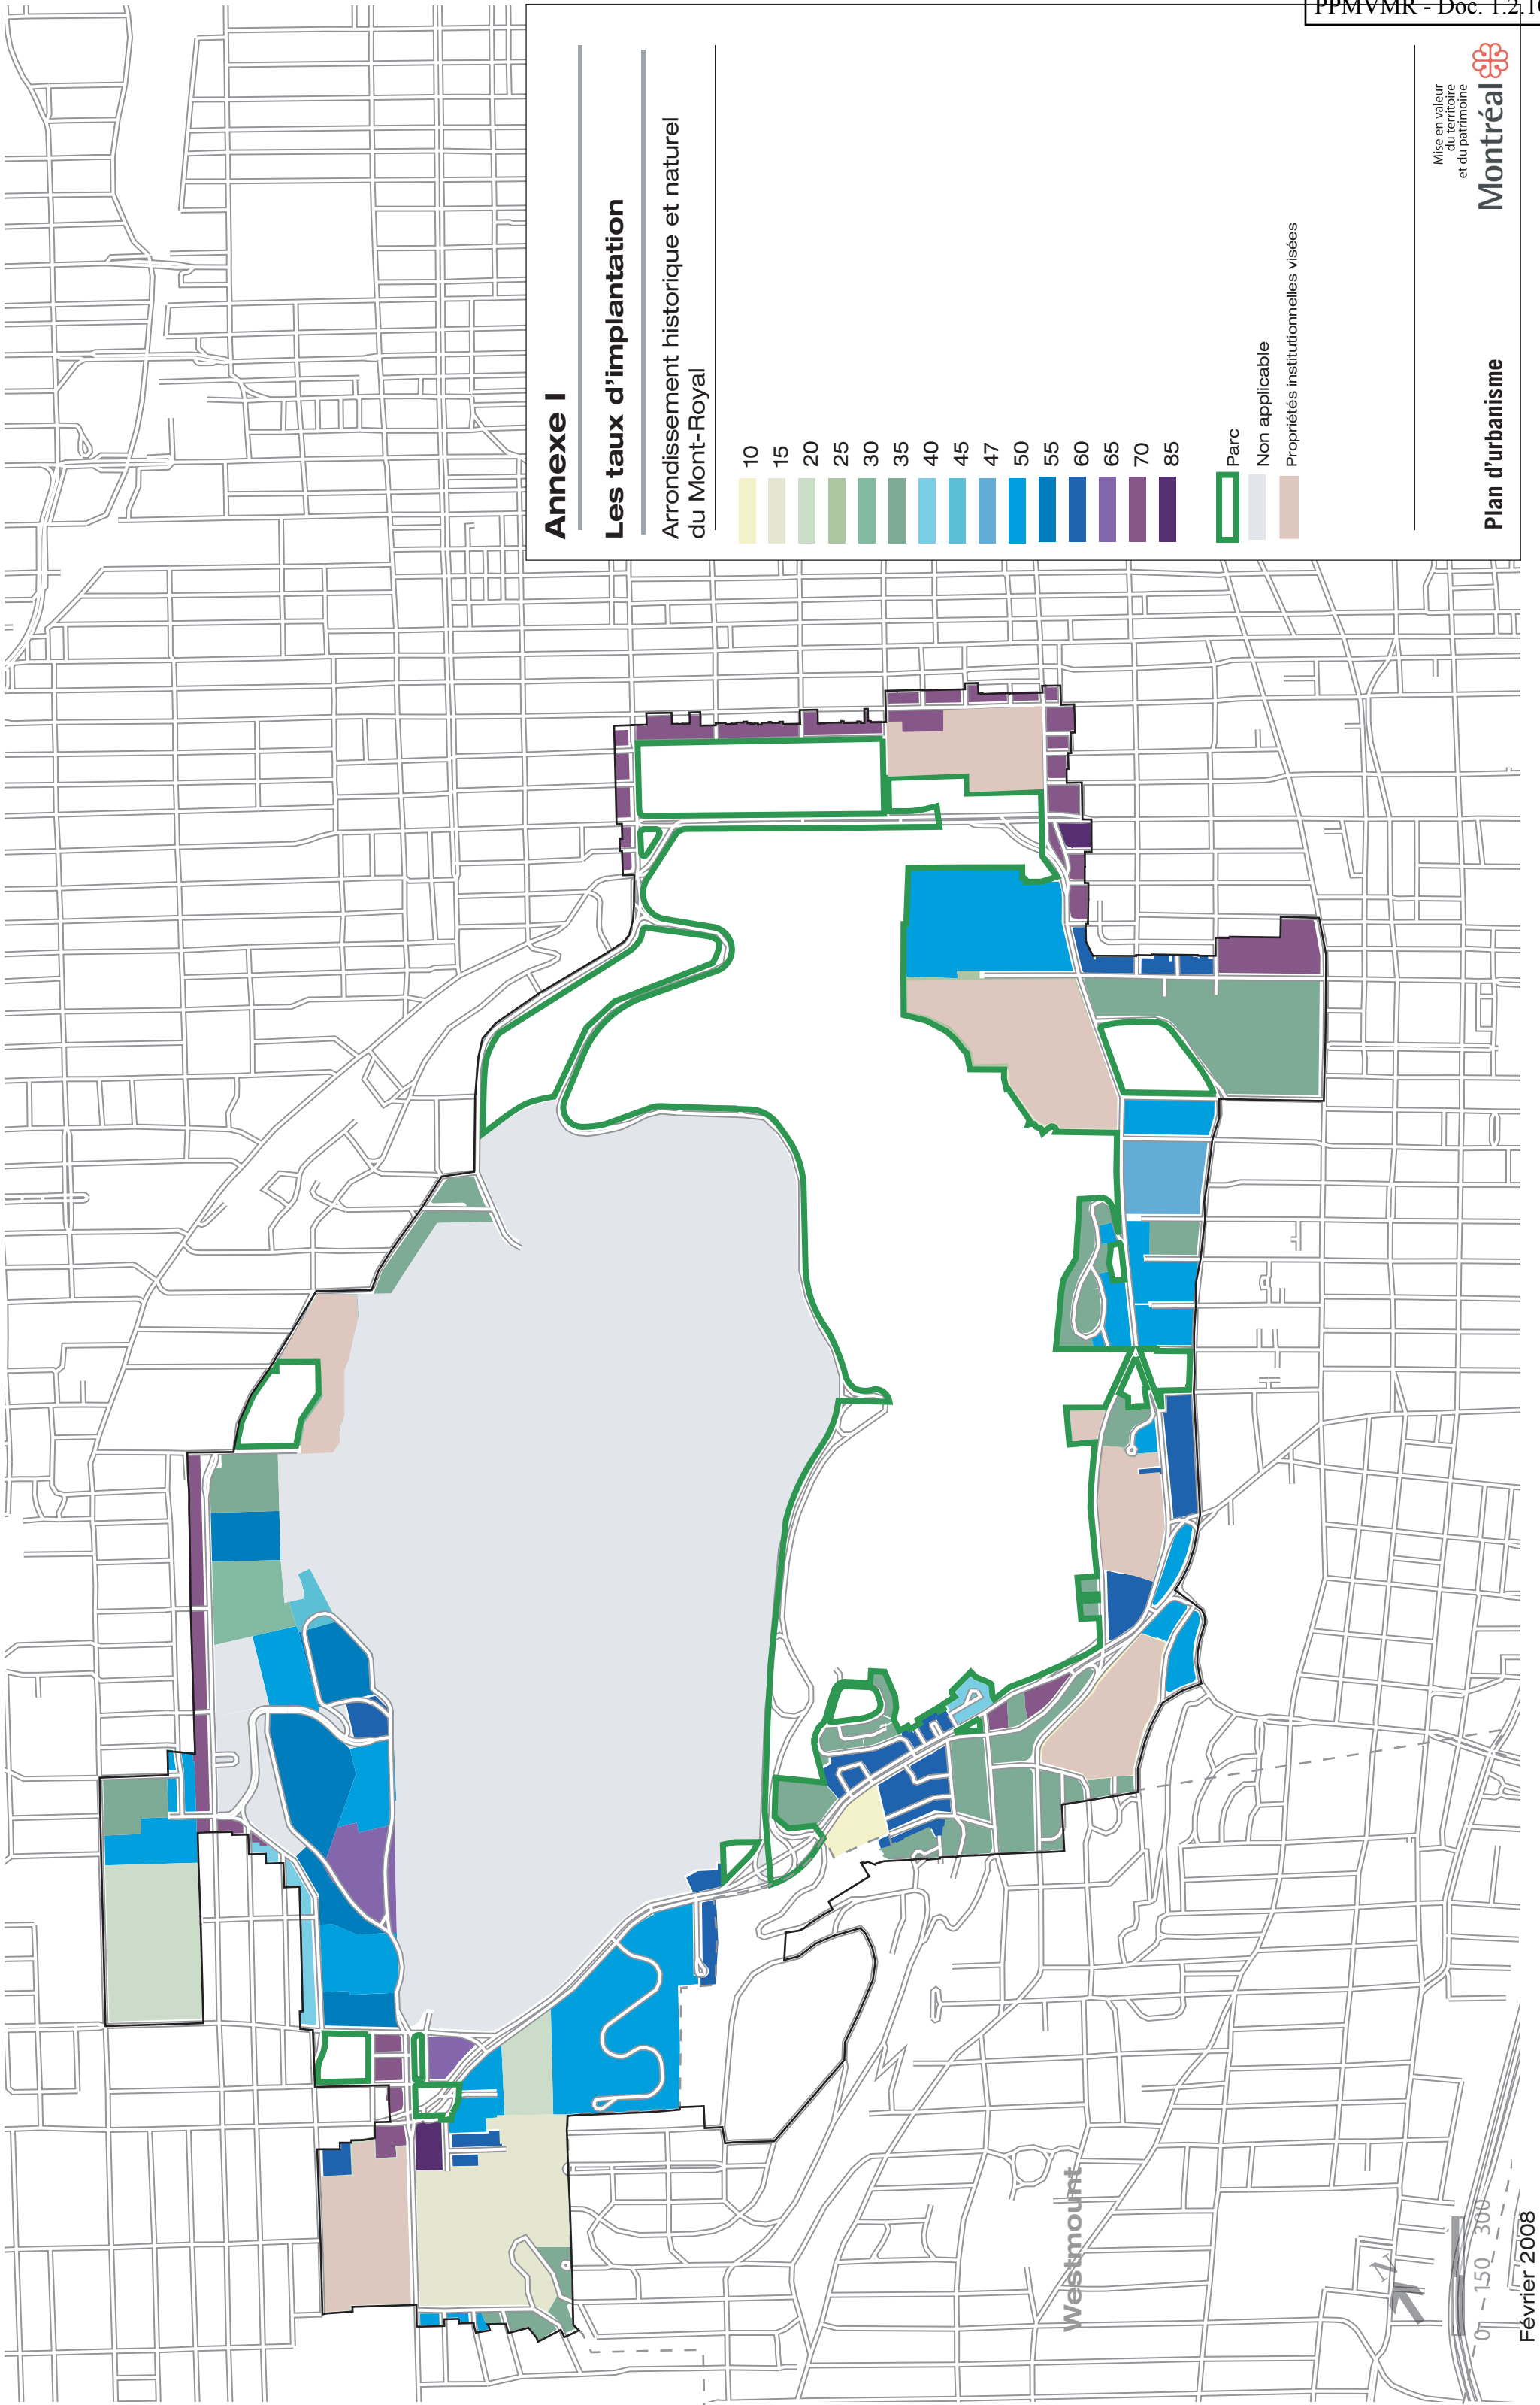 PPMVMR - Doc. 1.2.10
Annexe I
Les taux d'implantation
Arrondissement historique et naturel
du Mont-Royal
10
15
20
25
30
35
40
45
47
50
55
60
65
70
85
Parc
Non applicable
Propriétés institutionnelles visées
Plan d'urbanisme
Mise en valeur
du territoire
et du patrimoine
Montréal
Westmount
N
0 150 300
Février 2008